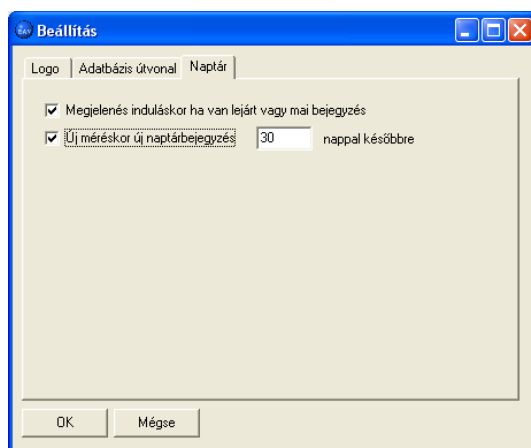 Beállítás
Logo Adatbázis útvonal Naptár
Megjelenés induláskor ha van lejárt vagy mai bejegyzés
Új méréskor új naptárbejegyzés 30 nappal későbbre
OK Mégse